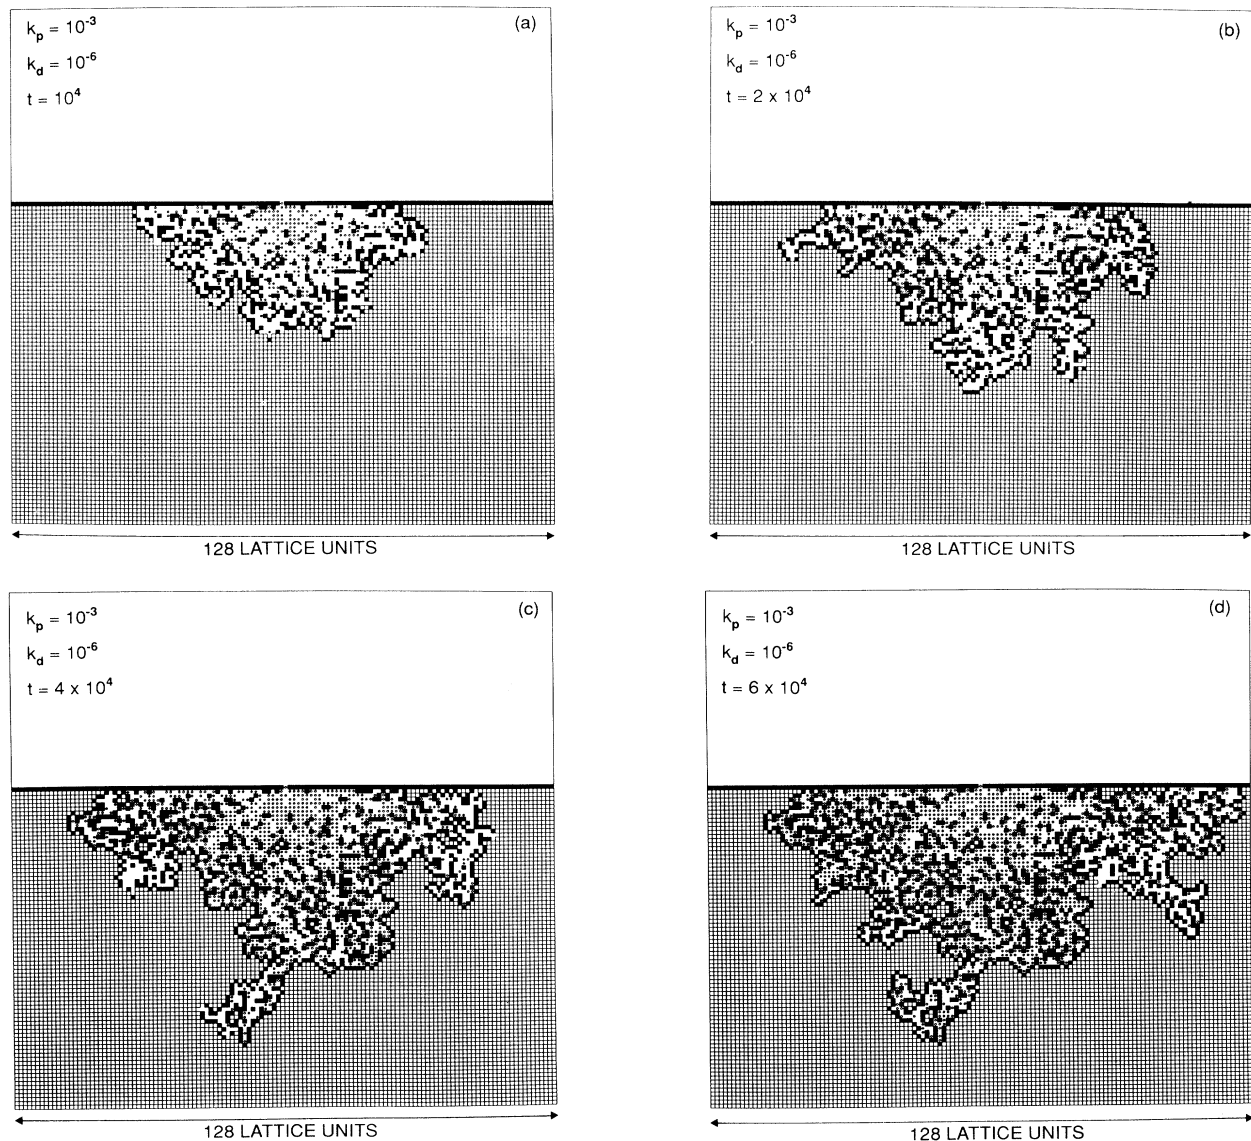 (a)
k_p = 10^-3
k_d = 10^-6
t = 10^4
128 LATTICE UNITS
(b)
k_p = 10^-3
k_d = 10^-6
t = 2 x 10^4
128 LATTICE UNITS
(c)
k_p = 10^-3
k_d = 10^-6
t = 4 x 10^4
128 LATTICE UNITS
(d)
k_p = 10^-3
k_d = 10^-6
t = 6 x 10^4
128 LATTICE UNITS